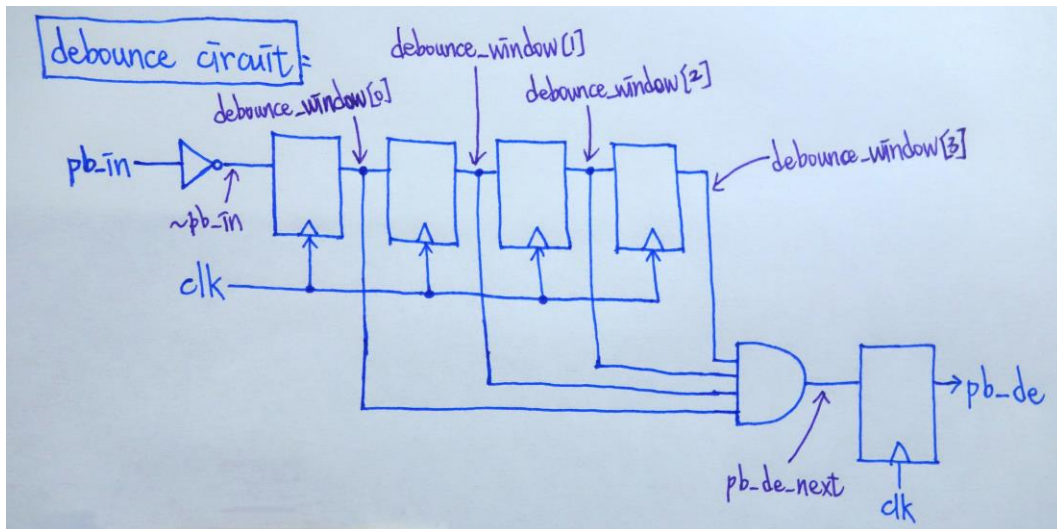 debounce circuit =
debounce_window[1]
debounce_window[0]
debounce_window[2]
pb_in
debounce_window[3]
~pb_in
clk
pb_de
pb_de_next
clk